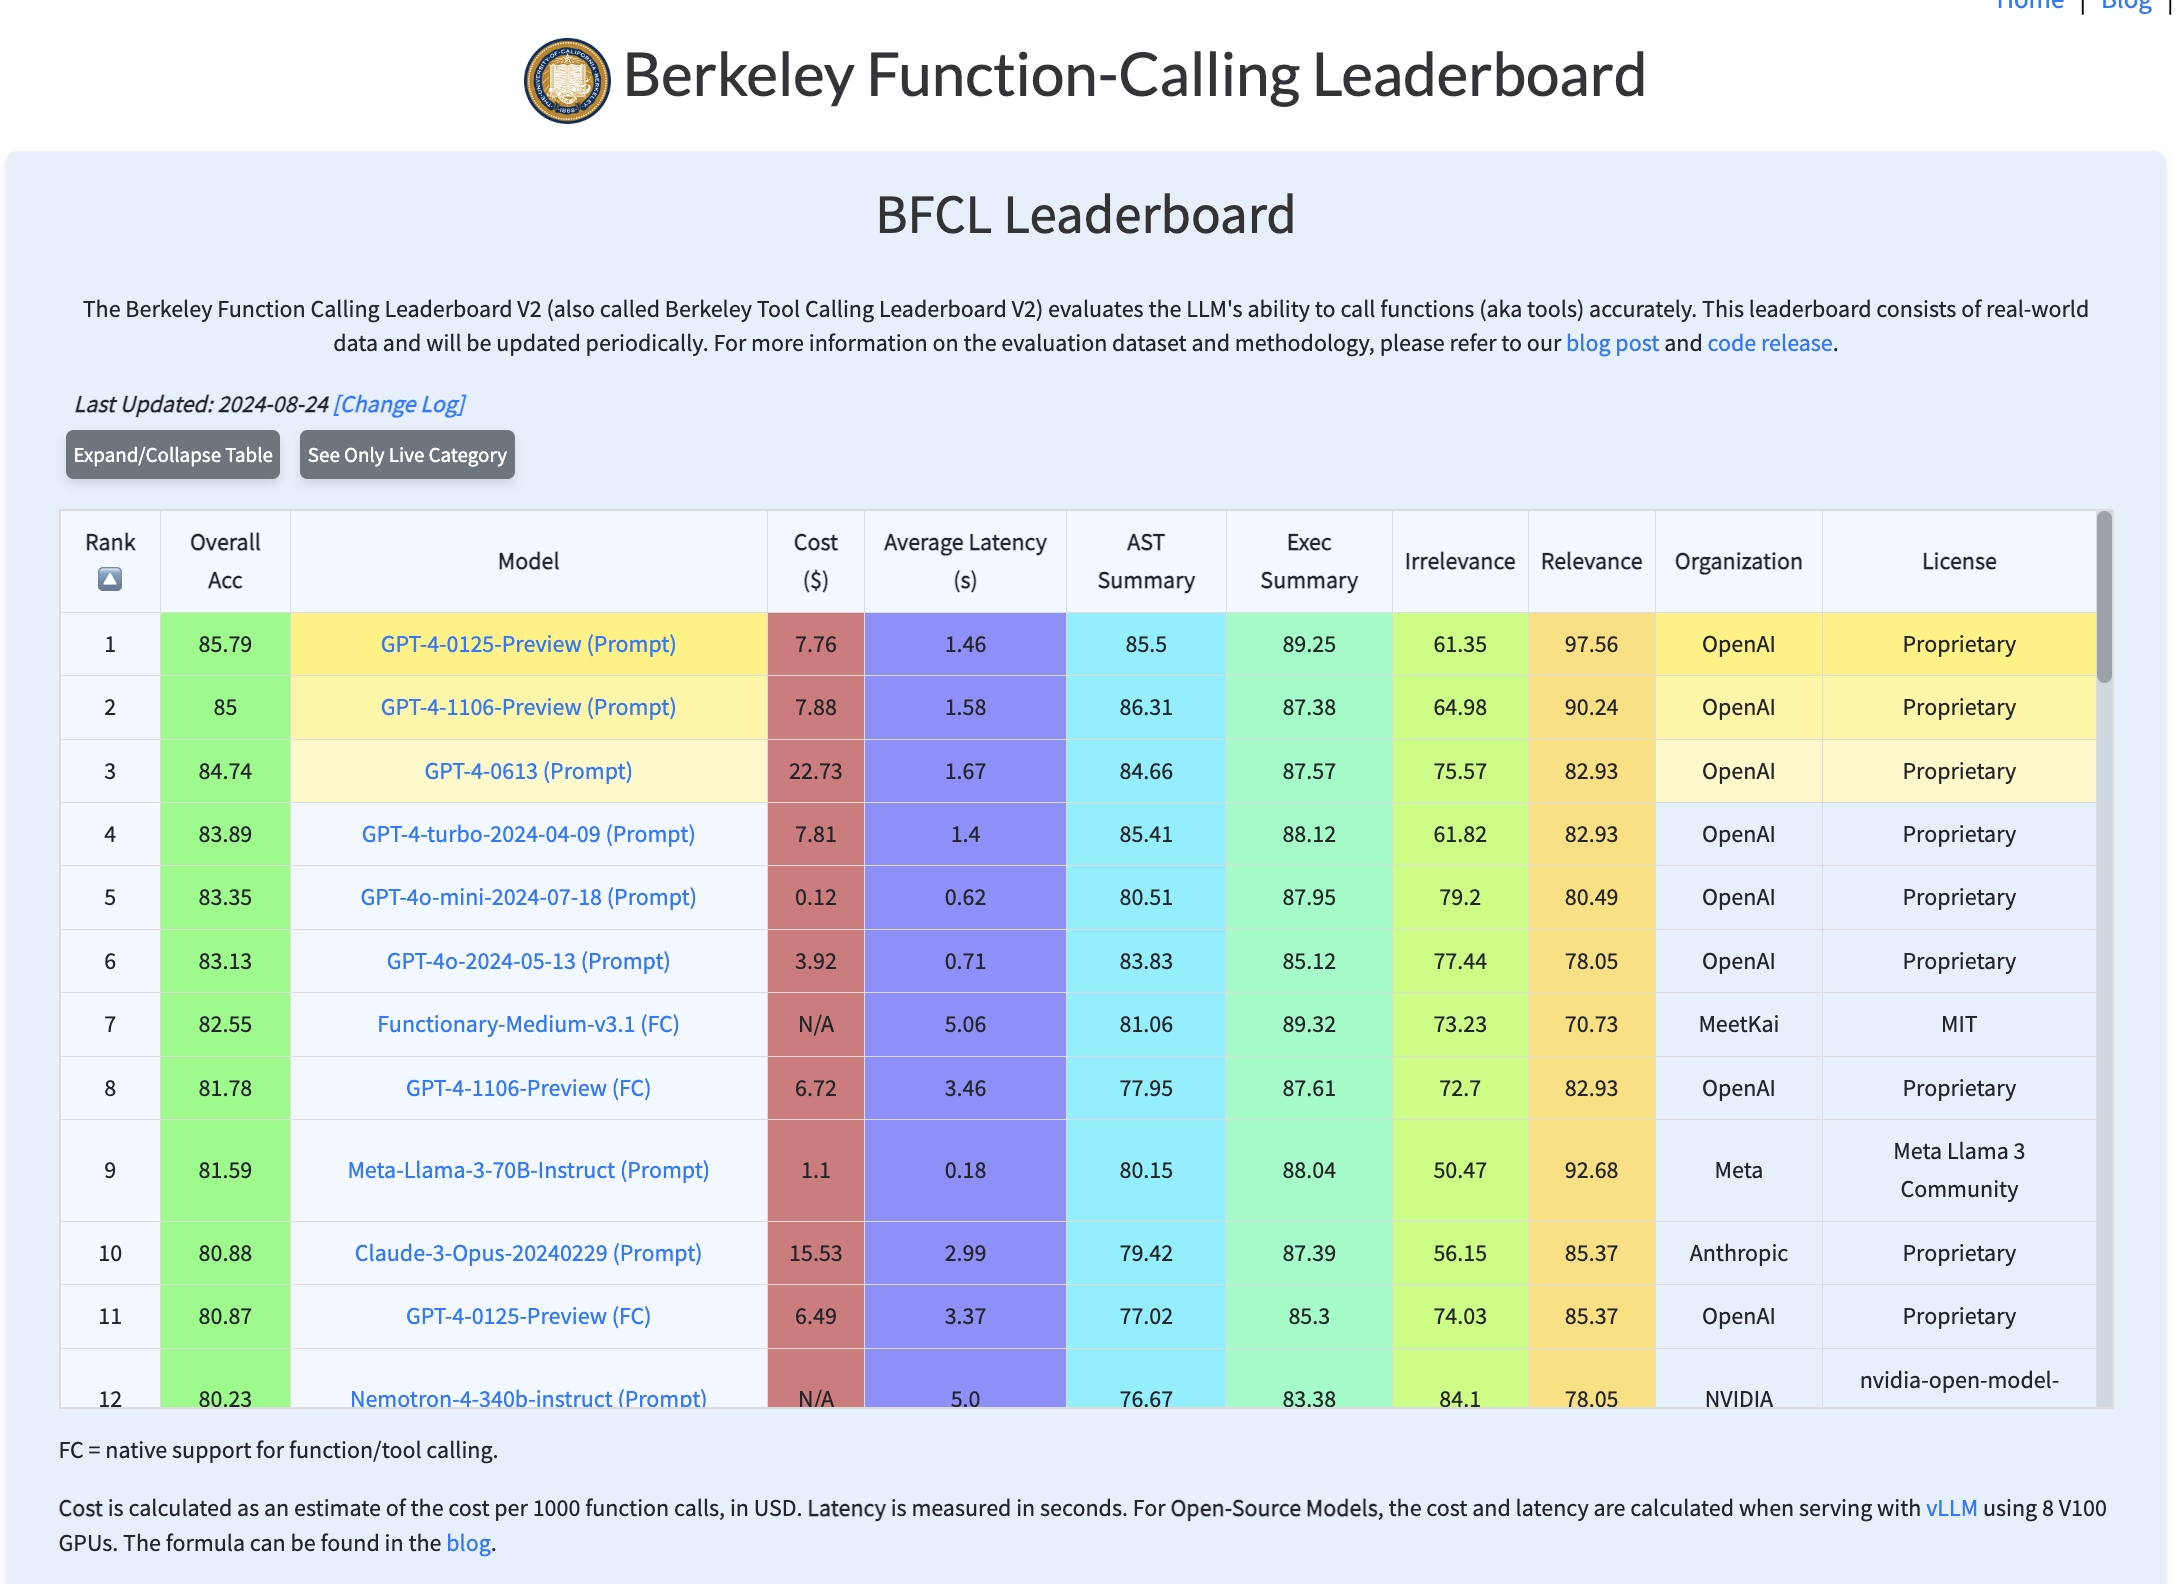 Home | Blog |
Berkeley Function-Calling Leaderboard
BFCL Leaderboard
The Berkeley Function Calling Leaderboard V2 (also called Berkeley Tool Calling Leaderboard V2) evaluates the LLM's ability to call functions (aka tools) accurately. This leaderboard consists of real-world
data and will be updated periodically. For more information on the evaluation dataset and methodology, please refer to our blog post and code release.
Last Updated: 2024-08-24 [Change Log]
Expand/Collapse Table See Only Live Category
Rank 🔼 Overall Acc Model Cost ($) Average Latency (s) AST Summary Exec Summary Irrelevance Relevance Organization License
1 85.79 GPT-4-0125-Preview (Prompt) 7.76 1.46 85.5 89.25 61.35 97.56 OpenAI Proprietary
2 85 GPT-4-1106-Preview (Prompt) 7.88 1.58 86.31 87.38 64.98 90.24 OpenAI Proprietary
3 84.74 GPT-4-0613 (Prompt) 22.73 1.67 84.66 87.57 75.57 82.93 OpenAI Proprietary
4 83.89 GPT-4-turbo-2024-04-09 (Prompt) 7.81 1.4 85.41 88.12 61.82 82.93 OpenAI Proprietary
5 83.35 GPT-4o-mini-2024-07-18 (Prompt) 0.12 0.62 80.51 87.95 79.2 80.49 OpenAI Proprietary
6 83.13 GPT-4o-2024-05-13 (Prompt) 3.92 0.71 83.83 85.12 77.44 78.05 OpenAI Proprietary
7 82.55 Functionary-Medium-v3.1 (FC) N/A 5.06 81.06 89.32 73.23 70.73 MeetKai MIT
8 81.78 GPT-4-1106-Preview (FC) 6.72 3.46 77.95 87.61 72.7 82.93 OpenAI Proprietary
9 81.59 Meta-Llama-3-70B-Instruct (Prompt) 1.1 0.18 80.15 88.04 50.47 92.68 Meta Meta Llama 3 Community
10 80.88 Claude-3-Opus-20240229 (Prompt) 15.53 2.99 79.42 87.39 56.15 85.37 Anthropic Proprietary
11 80.87 GPT-4-0125-Preview (FC) 6.49 3.37 77.02 85.3 74.03 85.37 OpenAI Proprietary
12 80.23 Nemotron-4-340b-instruct (Prompt) N/A 5.0 76.67 83.38 84.1 78.05 NVIDIA nvidia-open-model-
FC = native support for function/tool calling.
Cost is calculated as an estimate of the cost per 1000 function calls, in USD. Latency is measured in seconds. For Open-Source Models, the cost and latency are calculated when serving with vLLM using 8 V100
GPUs. The formula can be found in the blog.